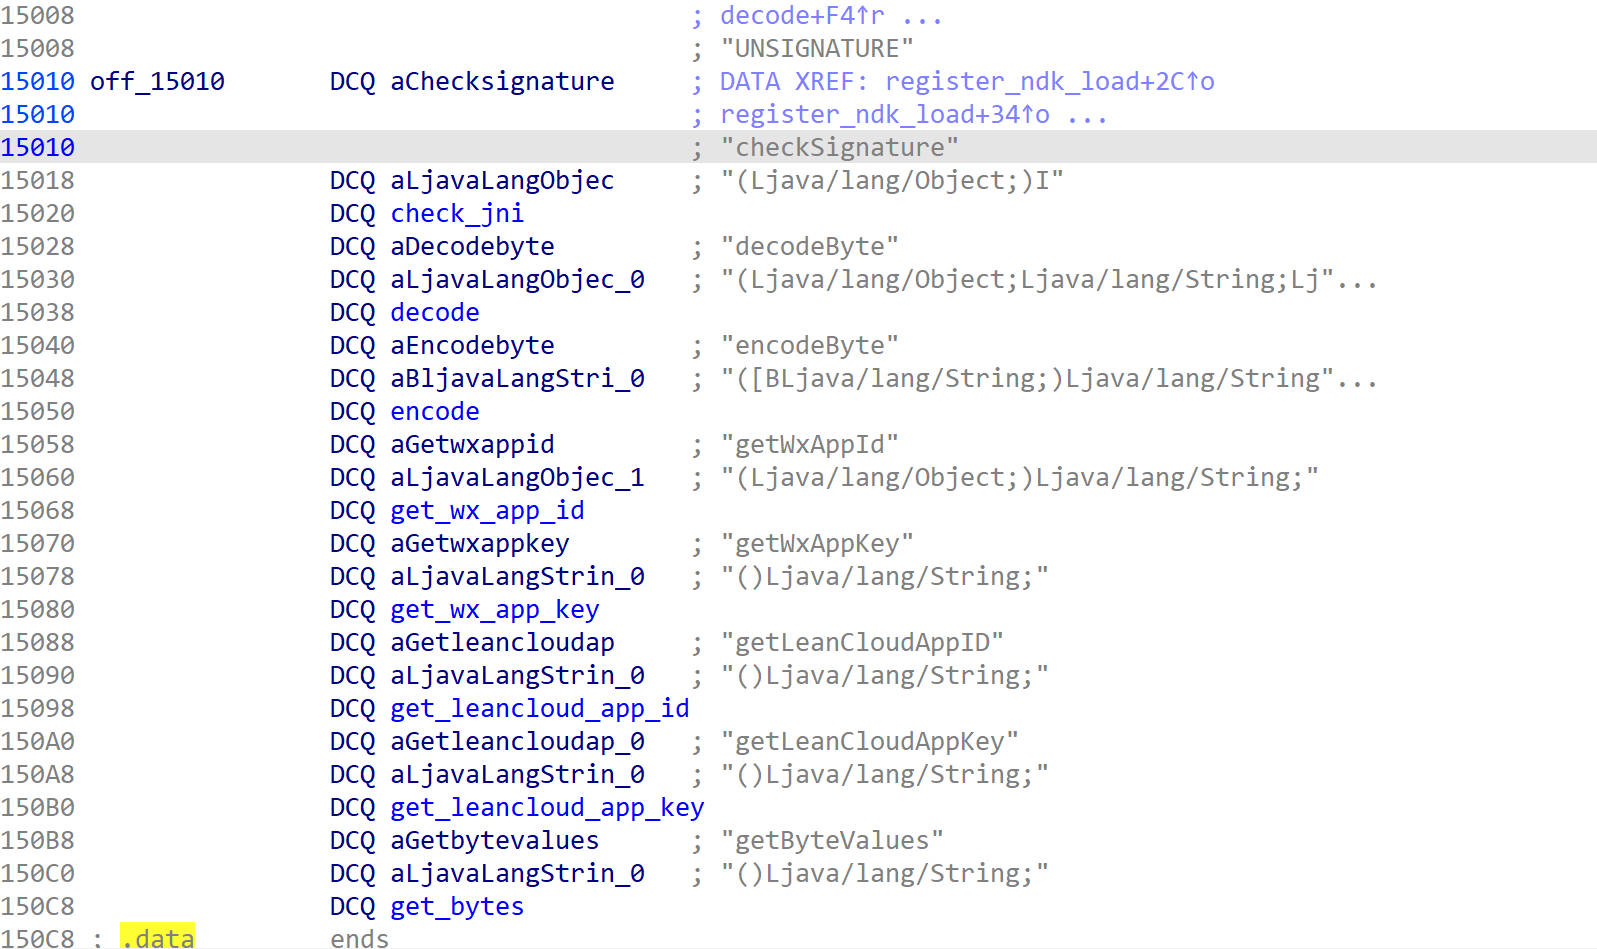 15008 ; decode+F4↑r ...
15008 ; "UNSIGNATURE"
15010 off_15010 DCQ aChecksignature ; DATA XREF: register_ndk_load+2C↑o
15010 ; register_ndk_load+34↑o ...
15010 ; "checkSignature"
15018 DCQ aLjavaLangObjec ; "(Ljava/lang/Object;)I"
15020 DCQ check_jni
15028 DCQ aDecodebyte ; "decodeByte"
15030 DCQ aLjavaLangObjec_0 ; "(Ljava/lang/Object;Ljava/lang/String;Lj"...
15038 DCQ decode
15040 DCQ aEncodebyte ; "encodeByte"
15048 DCQ aBljavaLangStri_0 ; "([BLjava/lang/String;)Ljava/lang/String"...
15050 DCQ encode
15058 DCQ aGetwxappid ; "getWxAppId"
15060 DCQ aLjavaLangObjec_1 ; "(Ljava/lang/Object;)Ljava/lang/String;"
15068 DCQ get_wx_app_id
15070 DCQ aGetwxappkey ; "getWxAppKey"
15078 DCQ aLjavaLangStrin_0 ; "()Ljava/lang/String;"
15080 DCQ get_wx_app_key
15088 DCQ aGetleancloudap ; "getLeanCloudAppID"
15090 DCQ aLjavaLangStrin_0 ; "()Ljava/lang/String;"
15098 DCQ get_leancloud_app_id
150A0 DCQ aGetleancloudap_0 ; "getLeanCloudAppKey"
150A8 DCQ aLjavaLangStrin_0 ; "()Ljava/lang/String;"
150B0 DCQ get_leancloud_app_key
150B8 DCQ aGetbytevalues ; "getByteValues"
150C0 DCQ aLjavaLangStrin_0 ; "()Ljava/lang/String;"
150C8 DCQ get_bytes
150C8 ; .data ends